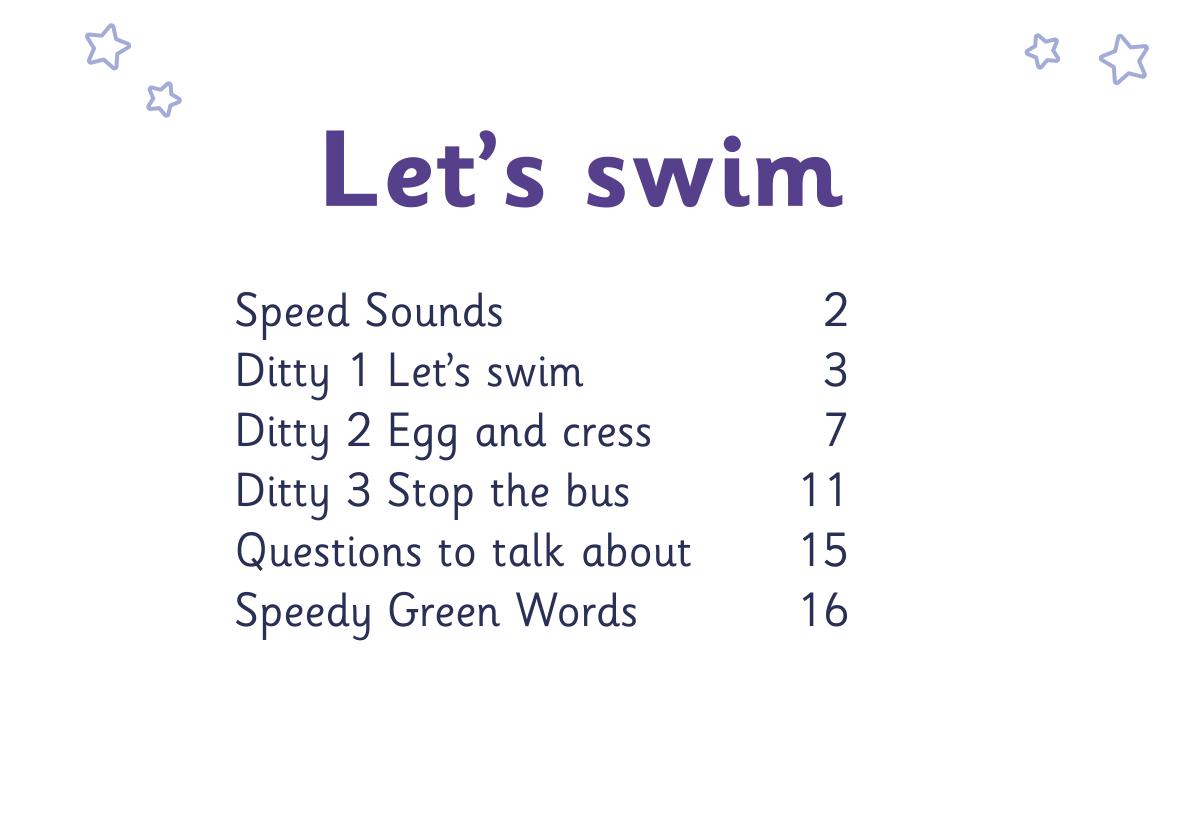 Let’s swim
Speed Sounds 2
Ditty 1 Let’s swim 3
Ditty 2 Egg and cress 7
Ditty 3 Stop the bus 11
Questions to talk about 15
Speedy Green Words 16